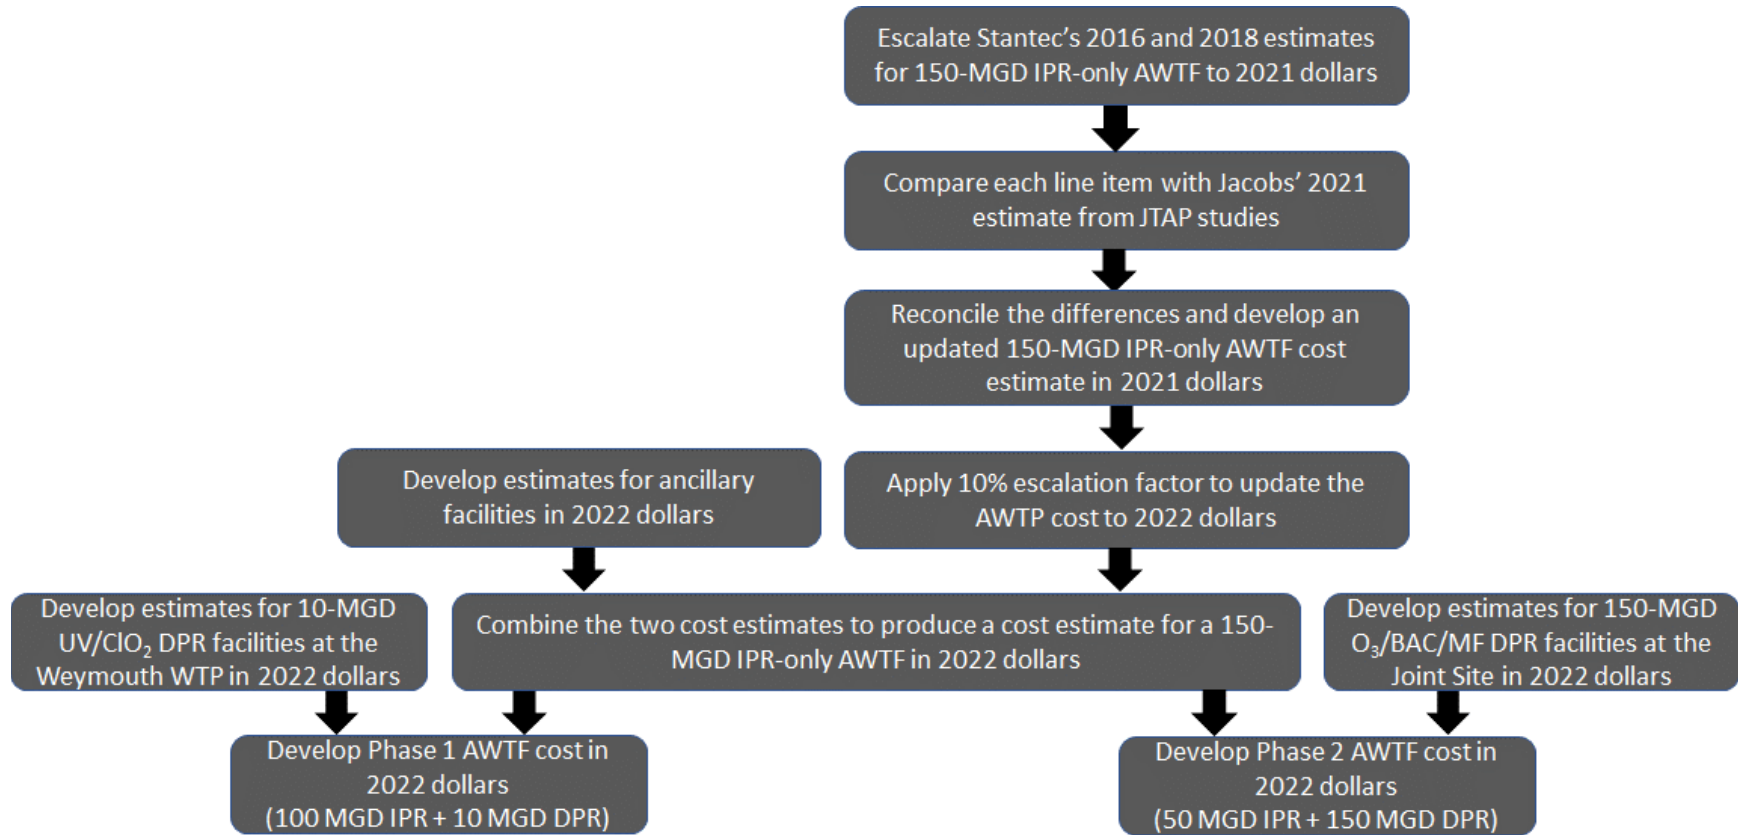 Escalate Stantec’s 2016 and 2018 estimates
for 150-MGD IPR-only AWTF to 2021 dollars
Compare each line item with Jacobs’ 2021
estimate from JTAP studies
Reconcile the differences and develop an
updated 150-MGD IPR-only AWTF cost
estimate in 2021 dollars
Develop estimates for ancillary
facilities in 2022 dollars
Apply 10% escalation factor to update the
AWTP cost to 2022 dollars
Develop estimates for 10-MGD
UV/ClO₂ DPR facilities at the
Weymouth WTP in 2022 dollars
Combine the two cost estimates to produce a cost estimate for a 150-
MGD IPR-only AWTF in 2022 dollars
Develop estimates for 150-MGD
O₃/BAC/MF DPR facilities at the
Joint Site in 2022 dollars
Develop Phase 1 AWTF cost in
2022 dollars
(100 MGD IPR + 10 MGD DPR)
Develop Phase 2 AWTF cost in
2022 dollars
(50 MGD IPR + 150 MGD DPR)